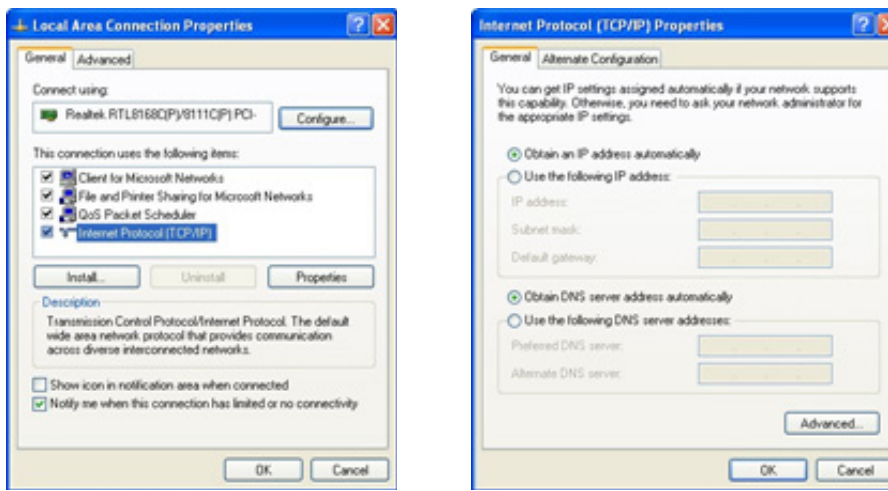 Local Area Connection Properties
General Advanced
Connect using:
Realtek RTL8168C(P)/8111C(P) PCI-
Configure...
This connection uses the following items:
Client for Microsoft Networks
File and Printer Sharing for Microsoft Networks
QoS Packet Scheduler
Internet Protocol (TCP/IP)
Install... Uninstall Properties
Description
Transmission Control Protocol/Internet Protocol. The default
wide area network protocol that provides communication
across diverse interconnected networks.
Show icon in notification area when connected
Notify me when this connection has limited or no connectivity
OK Cancel
Internet Protocol (TCP/IP) Properties
General Alternate Configuration
You can get IP settings assigned automatically if your network supports
this capability. Otherwise, you need to ask your network administrator for
the appropriate IP settings.
Obtain an IP address automatically
Use the following IP address:
IP address:
Subnet mask:
Default gateway:
Obtain DNS server address automatically
Use the following DNS server addresses:
Preferred DNS server:
Alternate DNS server:
Advanced...
OK Cancel